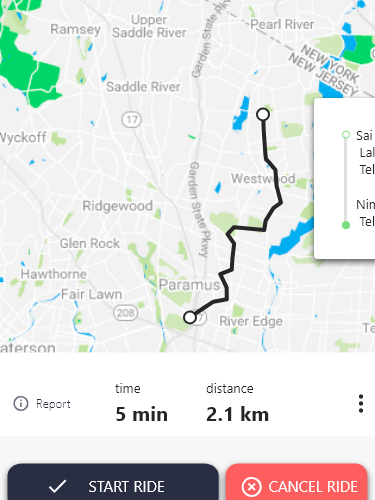 Ramsey
Upper
Saddle River
Pearl River
Garden State Pkwy
NEW YORK
NEW JERSEY
Saddle River
17
Wyckoff
Sai
Lal
Tel
Westwood
Ridgewood
Garden State Pkwy
Nin
Tel
Glen Rock
Hawthorne
Paramus
Fair Lawn
208
River Edge
aterson
Te
Report
time
5 min
distance
2.1 km
START RIDE
CANCEL RIDE